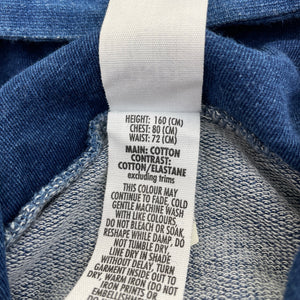 HEIGHT: 160 (CM)
CHEST: 80 (CM)
WAIST: 72 (CM)
MAIN: COTTON
CONTRAST:
COTTON/ELASTANE
excluding trims
THIS COLOUR MAY
CONTINUE TO FADE, COLD
GENTLE MACHINE WASH
WITH LIKE COLOURS.
DO NOT BLEACH OR SOAK.
RESHAPE WHILE DAMP, DO
NOT TUMBLE DRY.
LINE DRY IN SHADE
WITHOUT DELAY, TURN
GARMENT INSIDE OUT TO
DRY, WARM IRON (DO NOT
IRON PRINTS OR